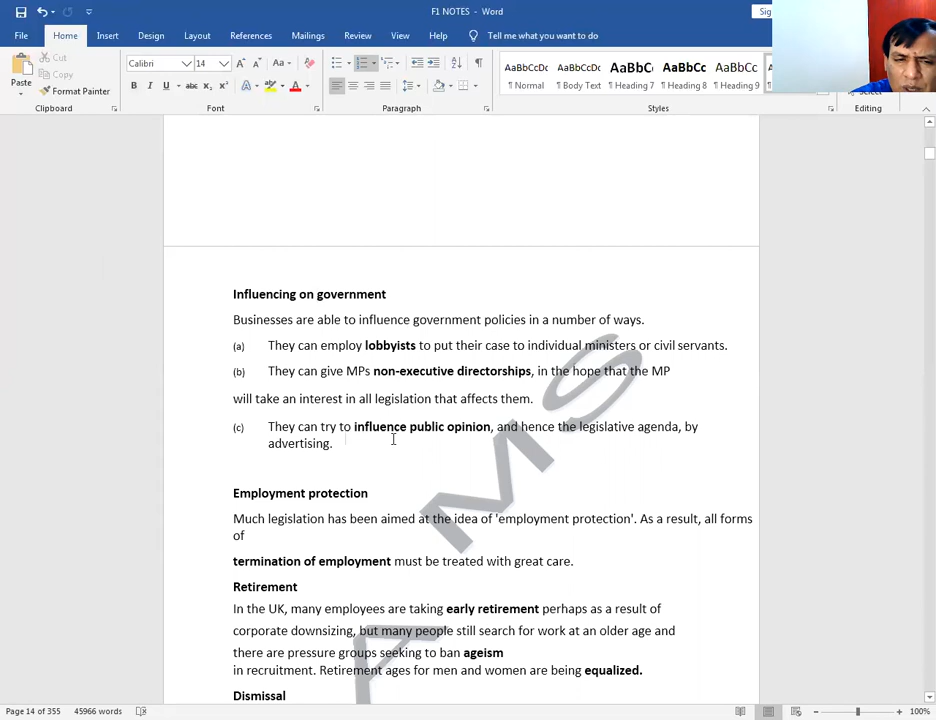 F1 NOTES - Word
Sig
File Home Insert Design Layout References Mailings Review View Help Tell me what you want to do
Paste
Cut
Copy
Format Painter
Calibri 14
AaBbCcDc AaBbCcDc AaBbC AaBbCc AaBbCc
¶ Normal ¶ Body Text ¶ Heading 7 ¶ Heading 8 ¶ Heading 9
Clipboard Font Paragraph Styles Editing
Influencing on government
Businesses are able to influence government policies in a number of ways.
(a) They can employ lobbyists to put their case to individual ministers or civil servants.
(b) They can give MPs non-executive directorships, in the hope that the MP
will take an interest in all legislation that affects them.
(c) They can try to influence public opinion, and hence the legislative agenda, by
advertising.
Employment protection
Much legislation has been aimed at the idea of 'employment protection'. As a result, all forms
of
termination of employment must be treated with great care.
Retirement
In the UK, many employees are taking early retirement perhaps as a result of
corporate downsizing, but many people still search for work at an older age and
there are pressure groups seeking to ban ageism
in recruitment. Retirement ages for men and women are being equalized.
Dismissal
A MS
Page 14 of 355 45966 words 100%